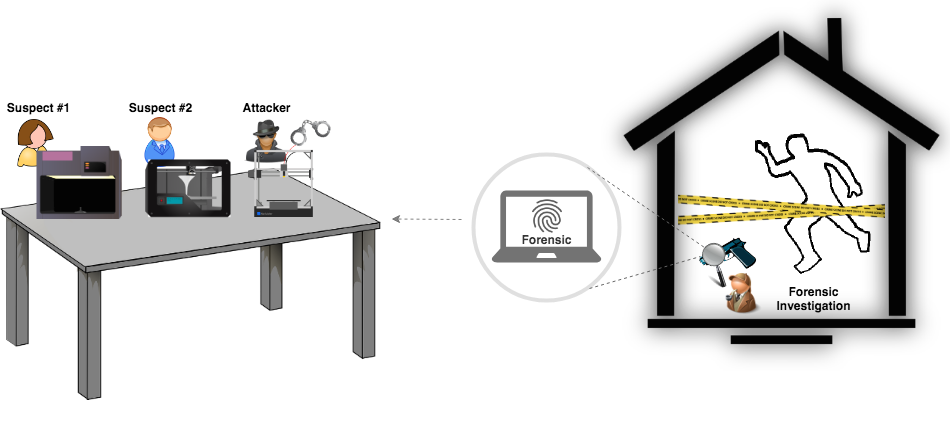 Suspect #1
Suspect #2
Attacker
Forensic
Forensic
Investigation